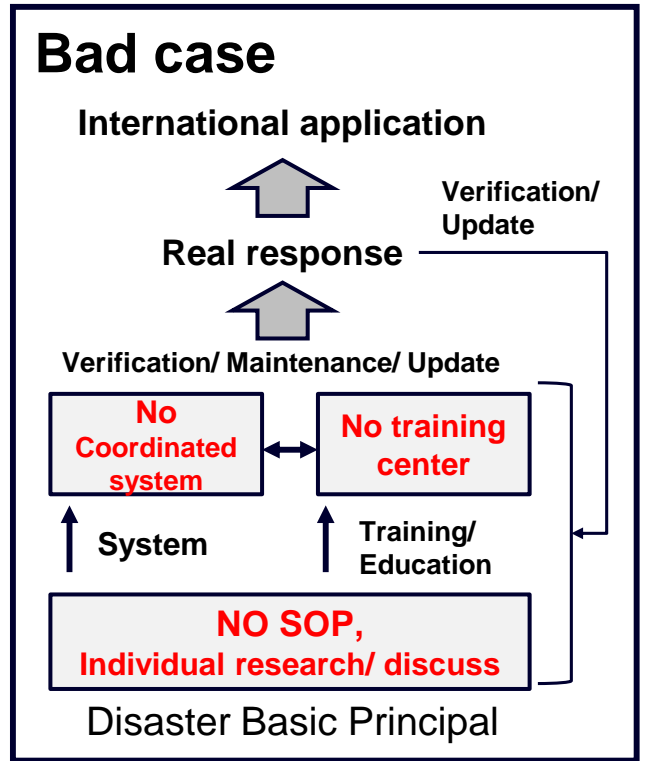 Bad case
International application
Verification/
Update
Real response
Verification/ Maintenance/ Update
No
Coordinated
system
No training
center
System
Training/
Education
NO SOP,
Individual research/ discuss
Disaster Basic Principal